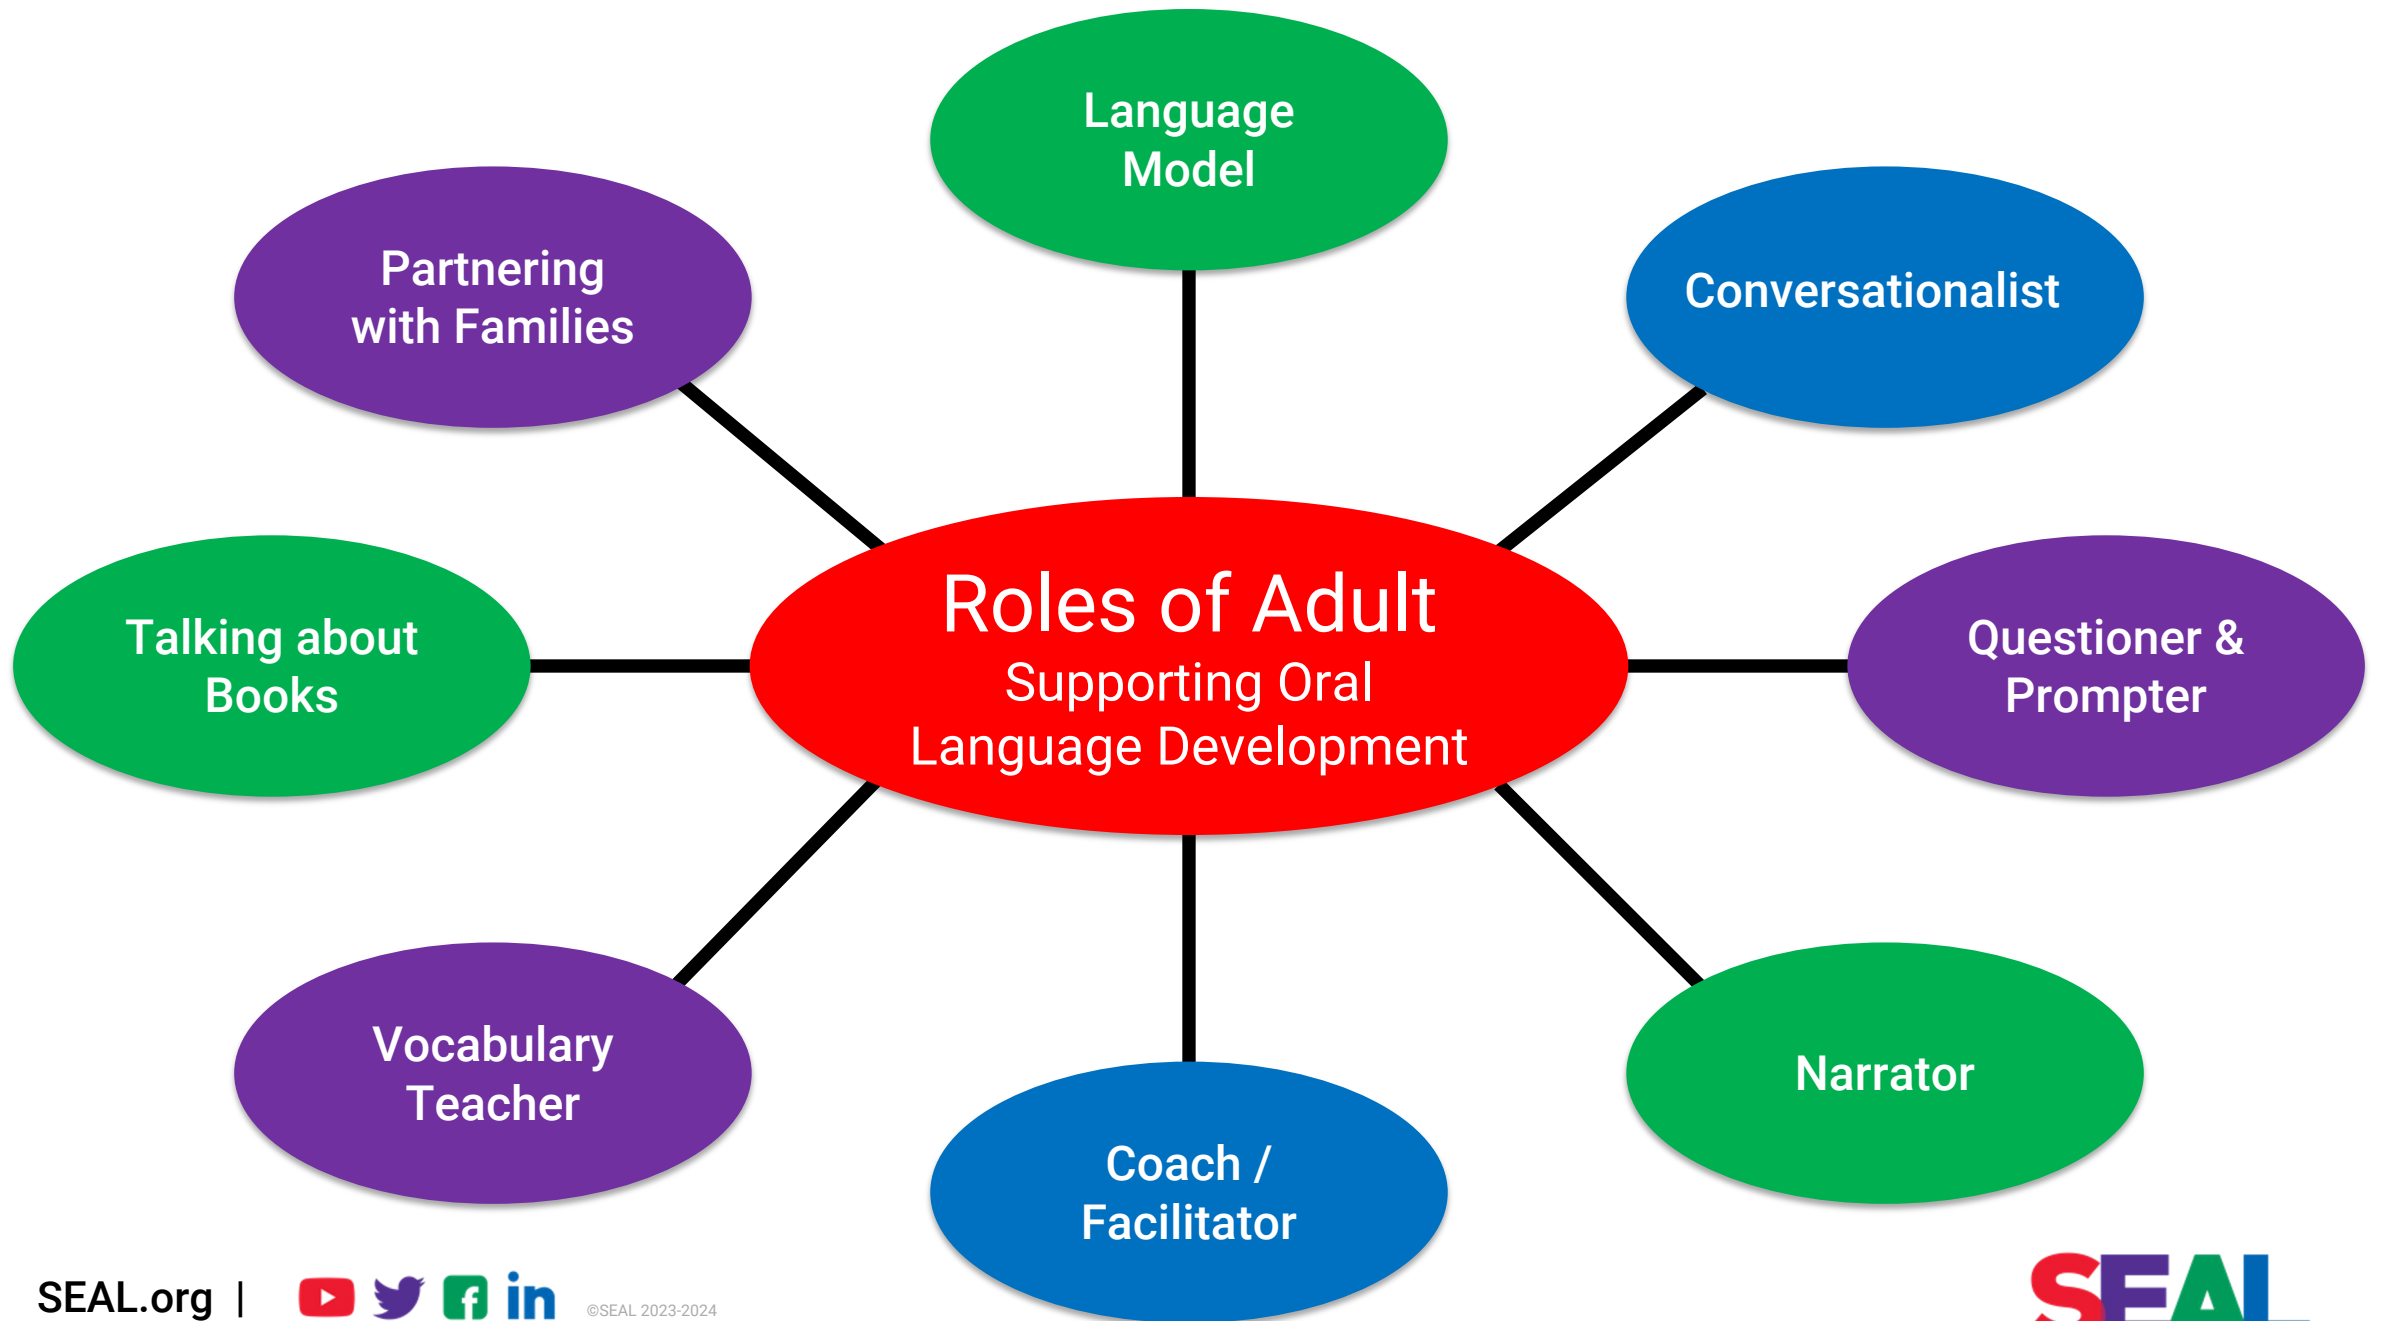 Language
Model
Partnering
with Families
Conversationalist
Roles of Adult
Supporting Oral
Language Development
Talking about
Books
Questioner &
Prompter
Vocabulary
Teacher
Narrator
Coach /
Facilitator
SEAL.org |
©SEAL 2023-2024
SEAL